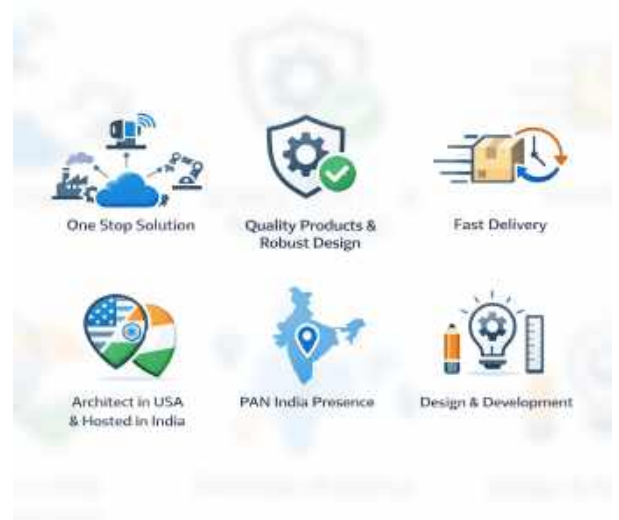 One Stop Solution
Quality Products &
Robust Design
Fast Delivery
Architect in USA
& Hosted in India
PAN India Presence
Design & Development